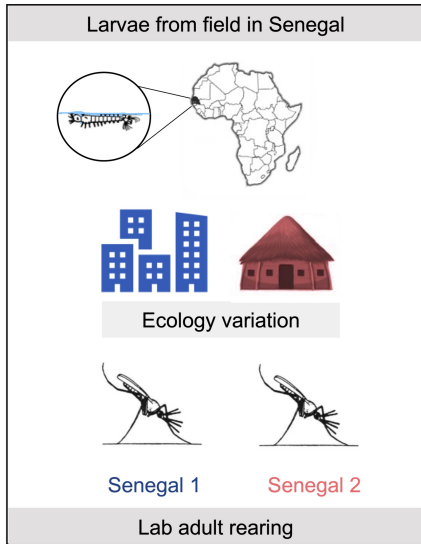 Larvae from field in Senegal
Ecology variation
Senegal 1
Senegal 2
Lab adult rearing